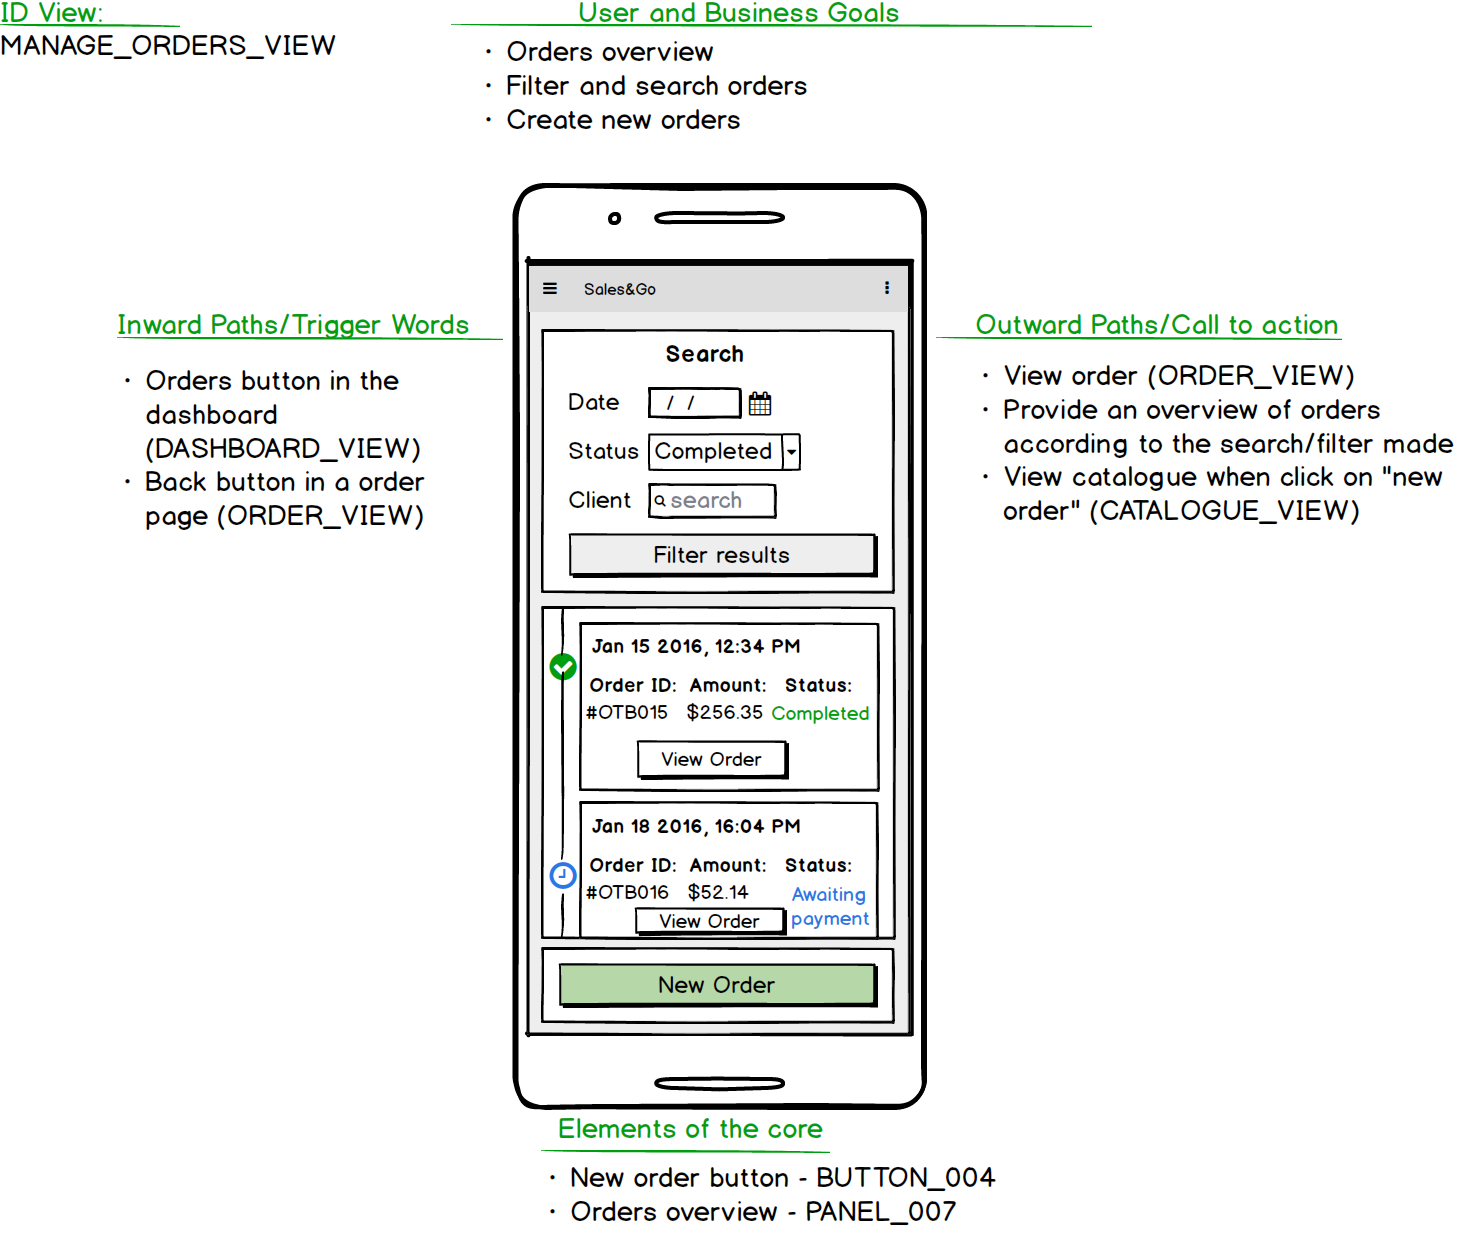 ID View:
MANAGE_ORDERS_VIEW
User and Business Goals
· Orders overview
· Filter and search orders
· Create new orders
Inward Paths/Trigger Words
· Orders button in the
dashboard
(DASHBOARD_VIEW)
· Back button in a order
page (ORDER_VIEW)
Sales&Go
Search
Date / /
Status Completed
Client search
Filter results
Jan 15 2016, 12:34 PM
Order ID: Amount: Status:
#OTB015 $256.35 Completed
View Order
Jan 18 2016, 16:04 PM
Order ID: Amount: Status:
#OTB016 $52.14 Awaiting
payment
View Order
New Order
Outward Paths/Call to action
· View order (ORDER_VIEW)
· Provide an overview of orders
according to the search/filter made
· View catalogue when click on "new
order" (CATALOGUE_VIEW)
Elements of the core
· New order button - BUTTON_004
· Orders overview - PANEL_007